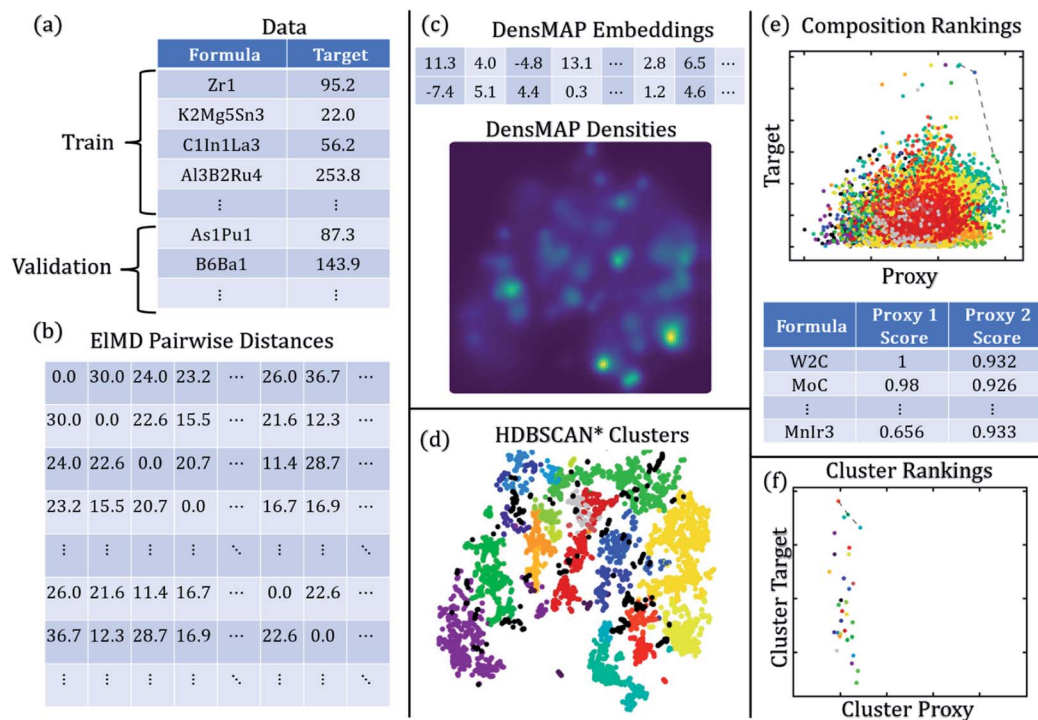 (a)
Data
Formula Target
Train
Zr1 95.2
K2Mg5Sn3 22.0
C1In1La3 56.2
Al3B2Ru4 253.8
⋮ ⋮
Validation
As1Pu1 87.3
B6Ba1 143.9
⋮ ⋮
(b)
ElMD Pairwise Distances
0.0 30.0 24.0 23.2 ⋯ 26.0 36.7 ⋯
30.0 0.0 22.6 15.5 ⋯ 21.6 12.3 ⋯
24.0 22.6 0.0 20.7 ⋯ 11.4 28.7 ⋯
23.2 15.5 20.7 0.0 ⋯ 16.7 16.9 ⋯
⋮ ⋮ ⋮ ⋮ ⋱ ⋮ ⋮ ⋱
26.0 21.6 11.4 16.7 ⋯ 0.0 22.6 ⋯
36.7 12.3 28.7 16.9 ⋯ 22.6 0.0 ⋯
⋮ ⋮ ⋮ ⋮ ⋱ ⋮ ⋮ ⋱
(c)
DensMAP Embeddings
11.3 4.0 -4.8 13.1 ⋯ 2.8 6.5 ⋯
-7.4 5.1 4.4 0.3 ⋯ 1.2 4.6 ⋯
DensMAP Densities
(d)
HDBSCAN* Clusters
(e)
Composition Rankings
Target
Proxy
Formula Proxy 1 Score Proxy 2 Score
W2C 1 0.932
MoC 0.98 0.926
⋮ ⋮ ⋮
MnIr3 0.656 0.933
Cluster Rankings
(f)
Cluster Target
Cluster Proxy